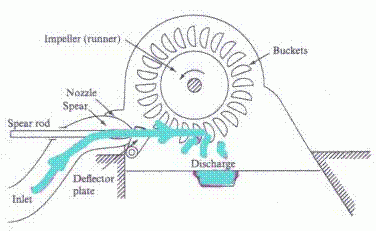 Impeller (runner)
Buckets
Nozzle
Spear
Spear rod
Inlet
Deflector
plate
Discharge